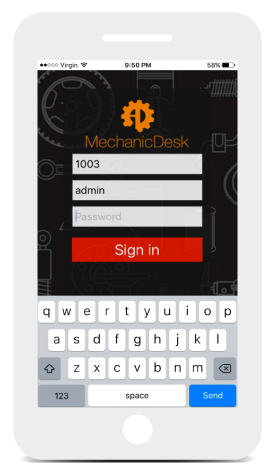 ●●○○○ Virgin 9:50 PM 58%
MechanicDesk
1003
admin
Password
Sign in
q w e r t y u i o p
a s d f g h j k l
z x c v b n m
123 space Send